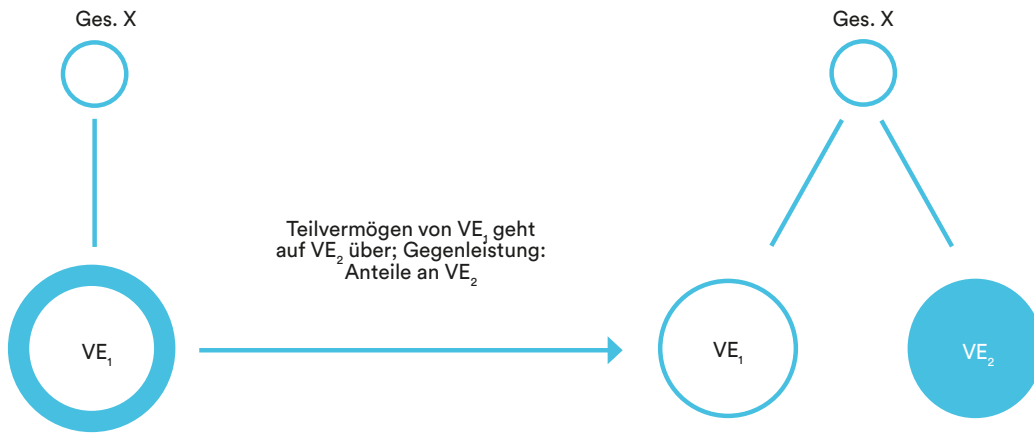 Ges. X
Ges. X
Teilvermögen von VE₁ geht
auf VE₂ über; Gegenleistung:
Anteile an VE₂
VE₁
VE₁
VE₂